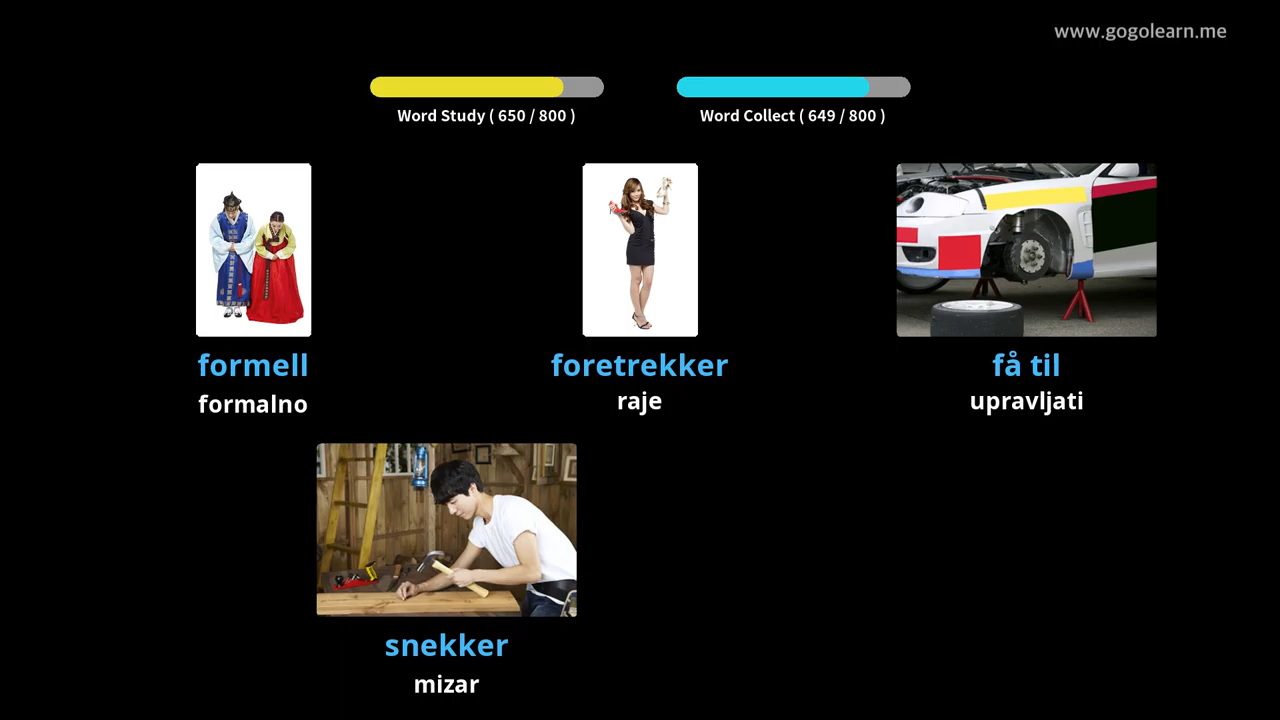 www.gogolearn.me
Word Study ( 650 / 800 )
Word Collect ( 649 / 800 )
formell
formalno
foretrekker
raje
få til
upravljati
snekker
mizar